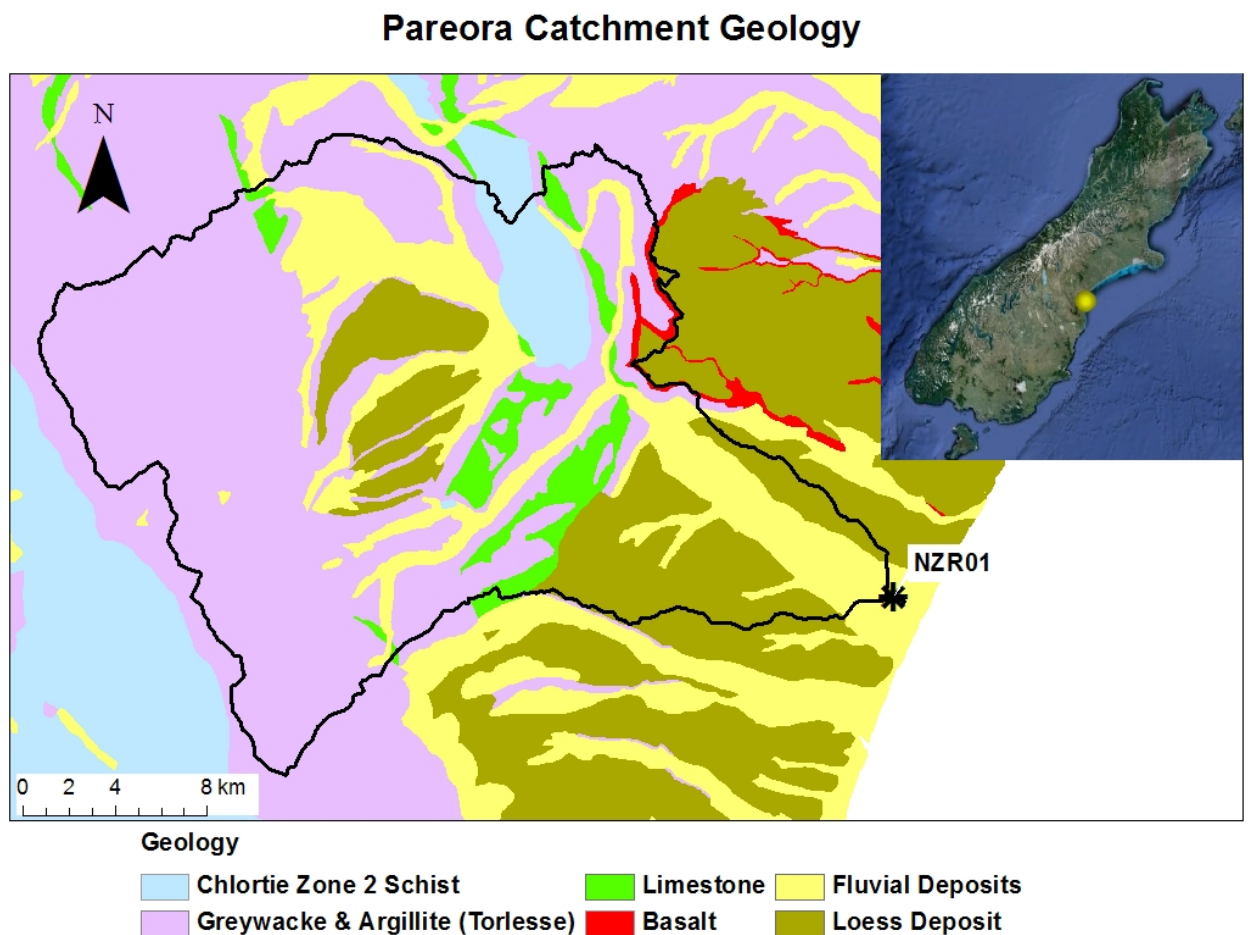 Pareora Catchment Geology
N
NZR01
0 2 4 8 km
Geology
Chlortie Zone 2 Schist
Limestone
Fluvial Deposits
Greywacke & Argillite (Torlesse)
Basalt
Loess Deposit